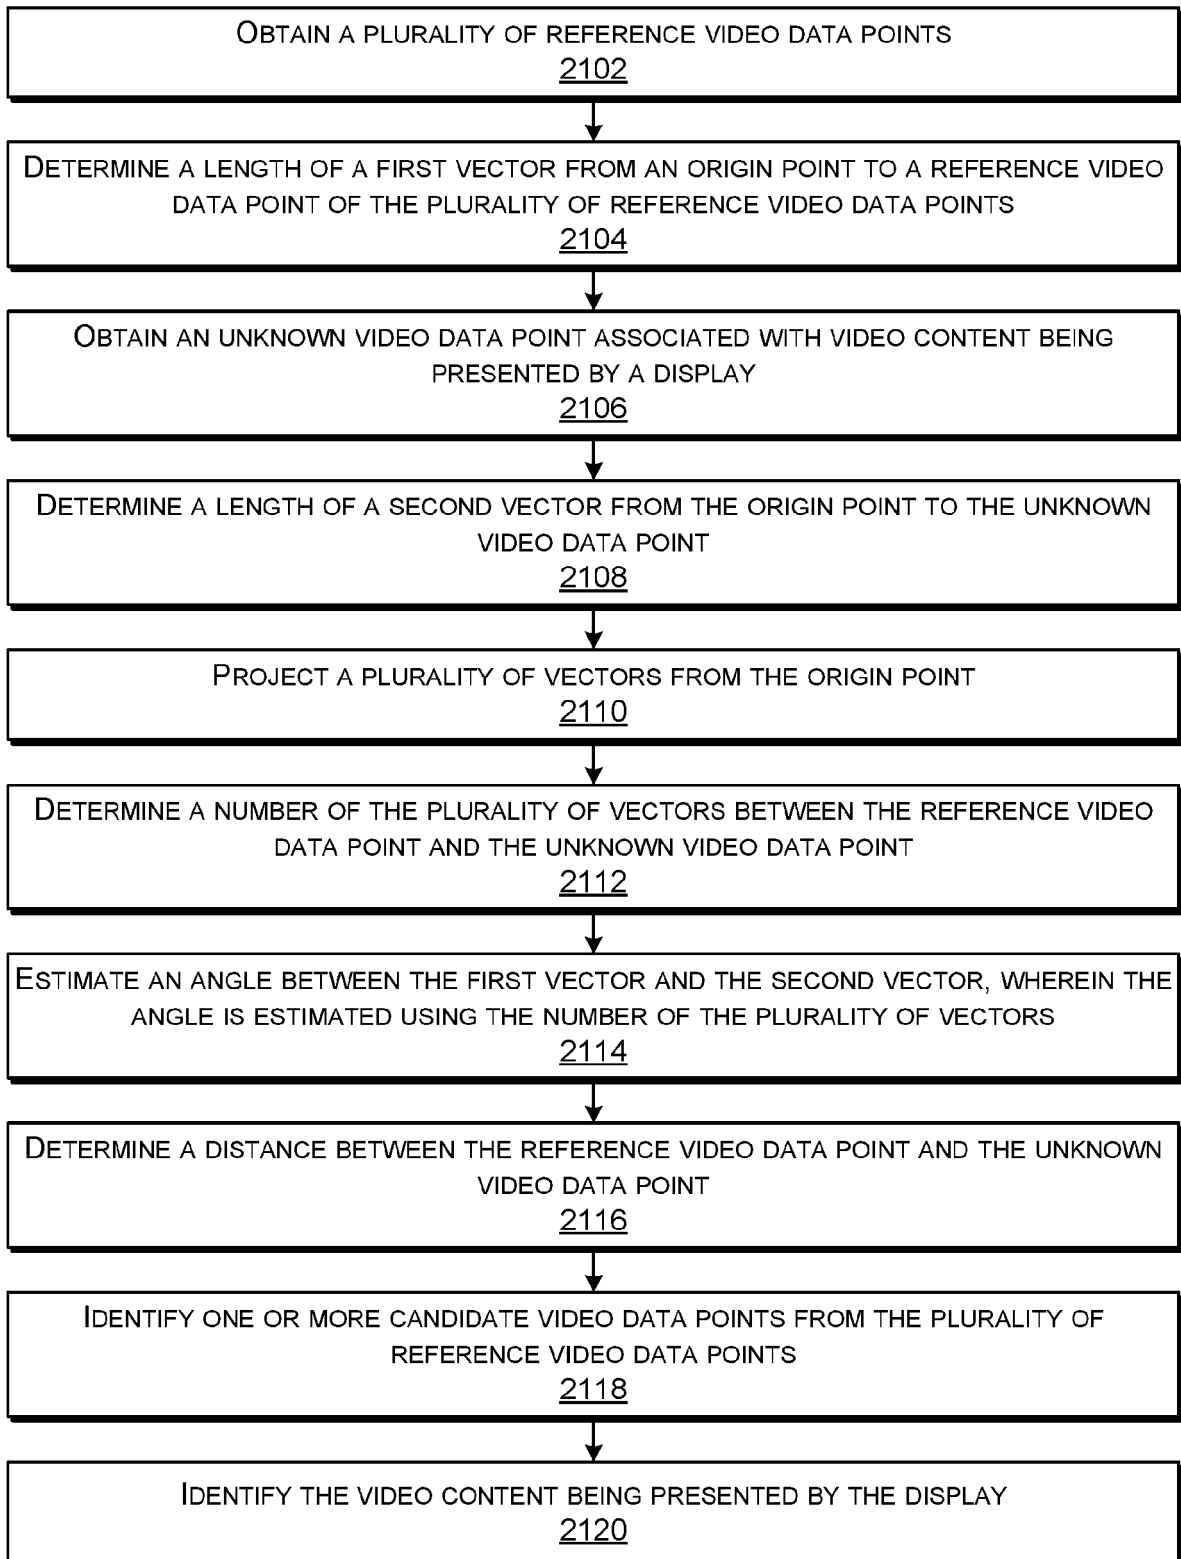 OBTAIN A PLURALITY OF REFERENCE VIDEO DATA POINTS
2102
DETERMINE A LENGTH OF A FIRST VECTOR FROM AN ORIGIN POINT TO A REFERENCE VIDEO
DATA POINT OF THE PLURALITY OF REFERENCE VIDEO DATA POINTS
2104
OBTAIN AN UNKNOWN VIDEO DATA POINT ASSOCIATED WITH VIDEO CONTENT BEING
PRESENTED BY A DISPLAY
2106
DETERMINE A LENGTH OF A SECOND VECTOR FROM THE ORIGIN POINT TO THE UNKNOWN
VIDEO DATA POINT
2108
PROJECT A PLURALITY OF VECTORS FROM THE ORIGIN POINT
2110
DETERMINE A NUMBER OF THE PLURALITY OF VECTORS BETWEEN THE REFERENCE VIDEO
DATA POINT AND THE UNKNOWN VIDEO DATA POINT
2112
ESTIMATE AN ANGLE BETWEEN THE FIRST VECTOR AND THE SECOND VECTOR, WHEREIN THE
ANGLE IS ESTIMATED USING THE NUMBER OF THE PLURALITY OF VECTORS
2114
DETERMINE A DISTANCE BETWEEN THE REFERENCE VIDEO DATA POINT AND THE UNKNOWN
VIDEO DATA POINT
2116
IDENTIFY ONE OR MORE CANDIDATE VIDEO DATA POINTS FROM THE PLURALITY OF
REFERENCE VIDEO DATA POINTS
2118
IDENTIFY THE VIDEO CONTENT BEING PRESENTED BY THE DISPLAY
2120